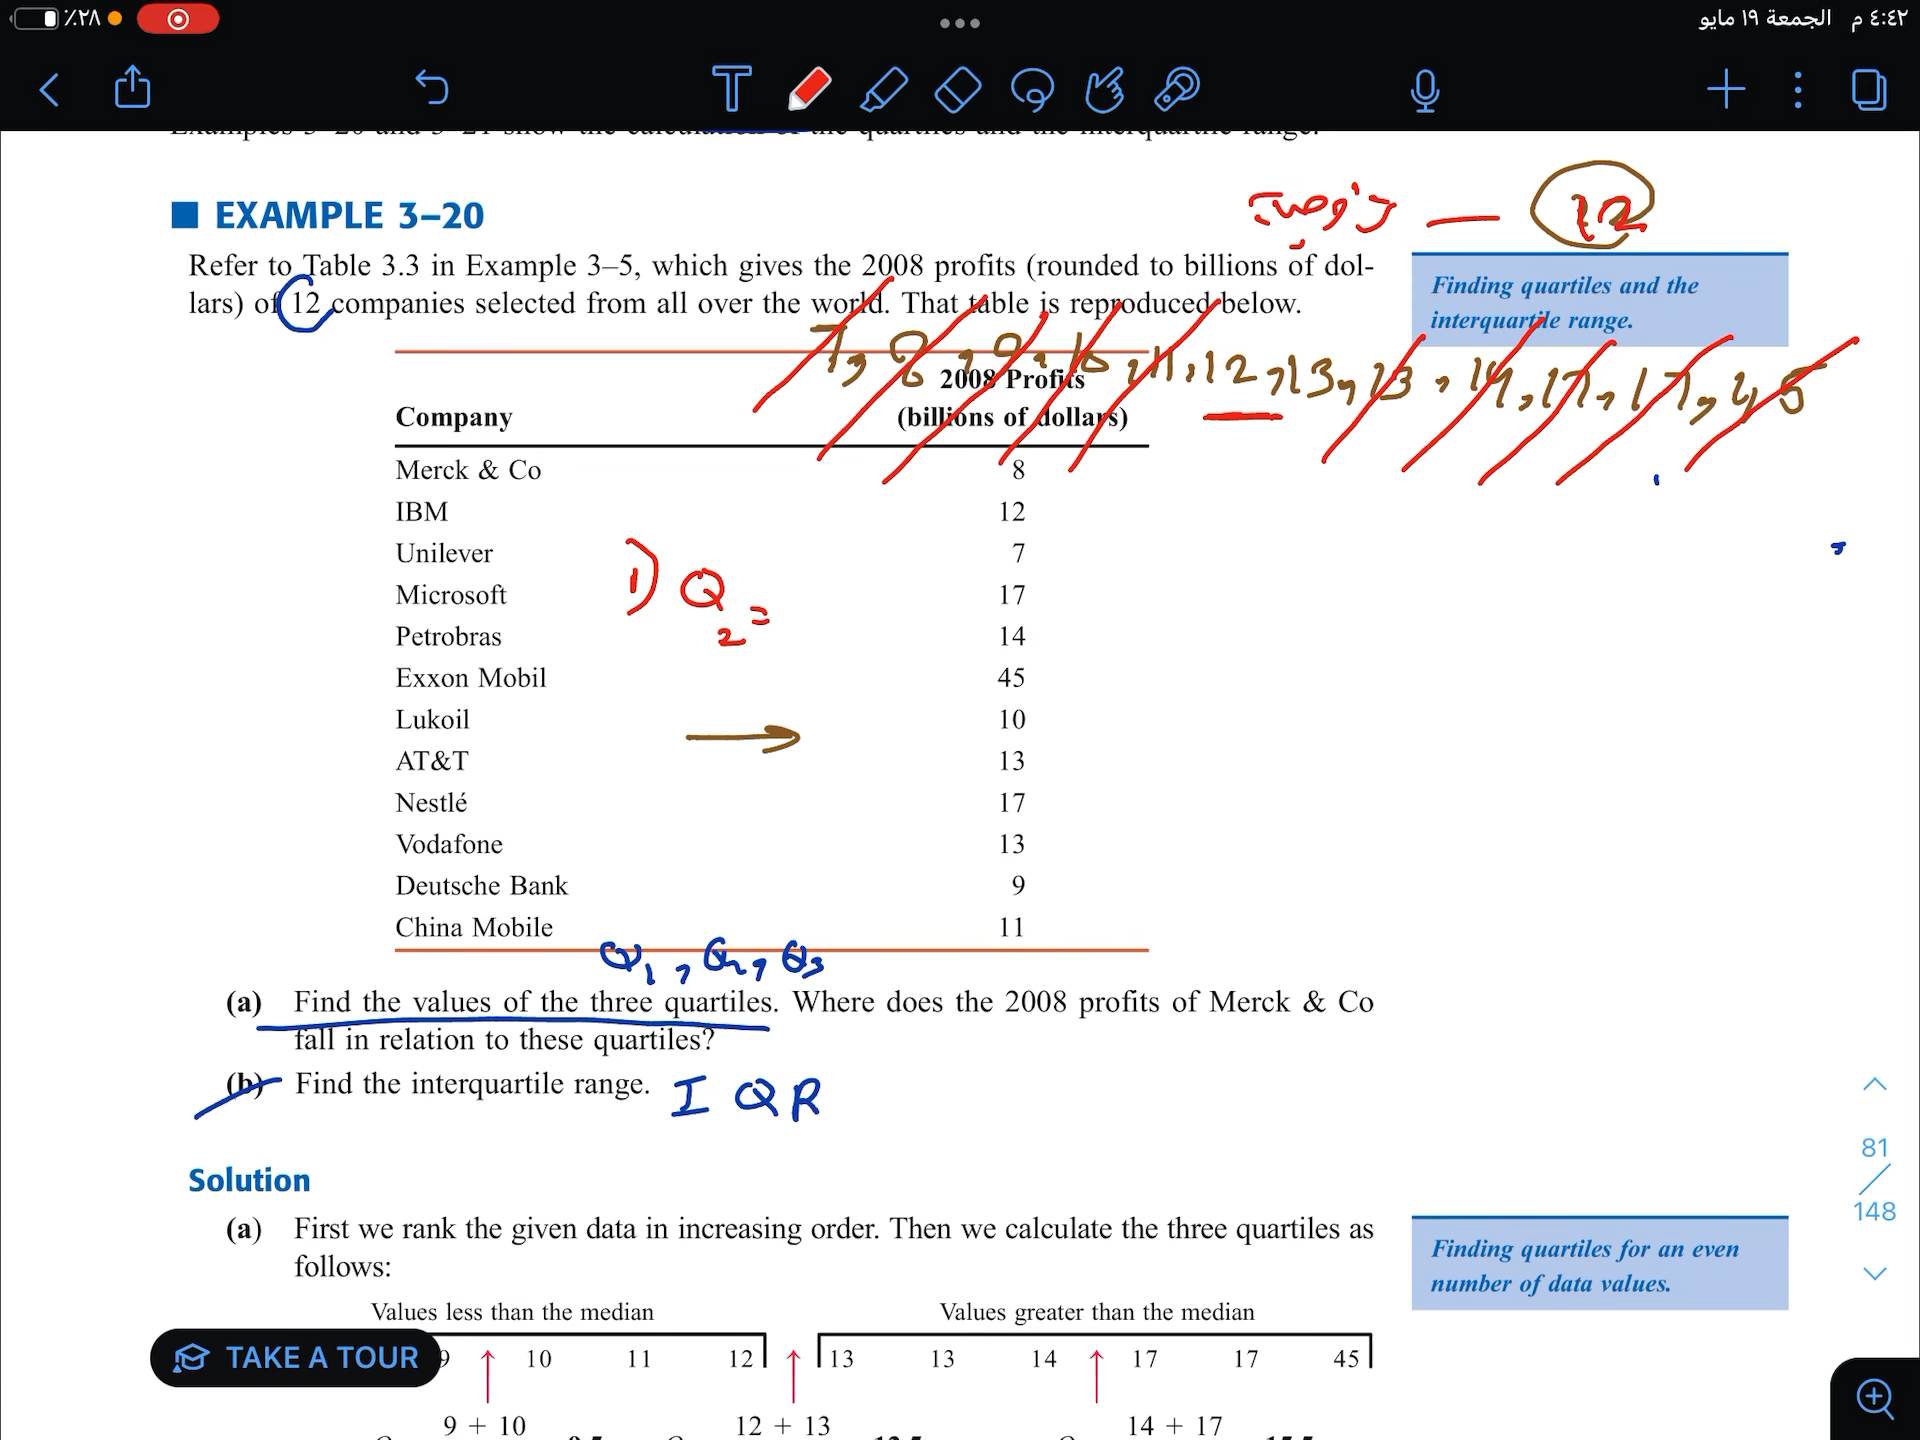 ٪٢٨
٤:٤٢ م الجمعة ١٩ مايو
EXAMPLE 3–20
زوجي — 12
Refer to Table 3.3 in Example 3–5, which gives the 2008 profits (rounded to billions of dol-
lars) of 12 companies selected from all over the world. That table is reproduced below.
Finding quartiles and the
interquartile range.
7, 8, 9, 10, 11, 12, 13, 13, 14, 17, 17, 45
2008 Profits
Company (billions of dollars)
Merck & Co 8
IBM 12
Unilever 7
Microsoft 17
Petrobras 14
Exxon Mobil 45
Lukoil 10
AT&T 13
Nestlé 17
Vodafone 13
Deutsche Bank 9
China Mobile 11
1) Q2 =
Q1, Q2, Q3
(a) Find the values of the three quartiles. Where does the 2008 profits of Merck & Co
fall in relation to these quartiles?
(b) Find the interquartile range. IQR
81
148
Solution
(a) First we rank the given data in increasing order. Then we calculate the three quartiles as
follows:
Finding quartiles for an even
number of data values.
Values less than the median Values greater than the median
TAKE A TOUR 9 10 11 12 13 13 14 17 17 45
9 + 10 12 + 13 14 + 17